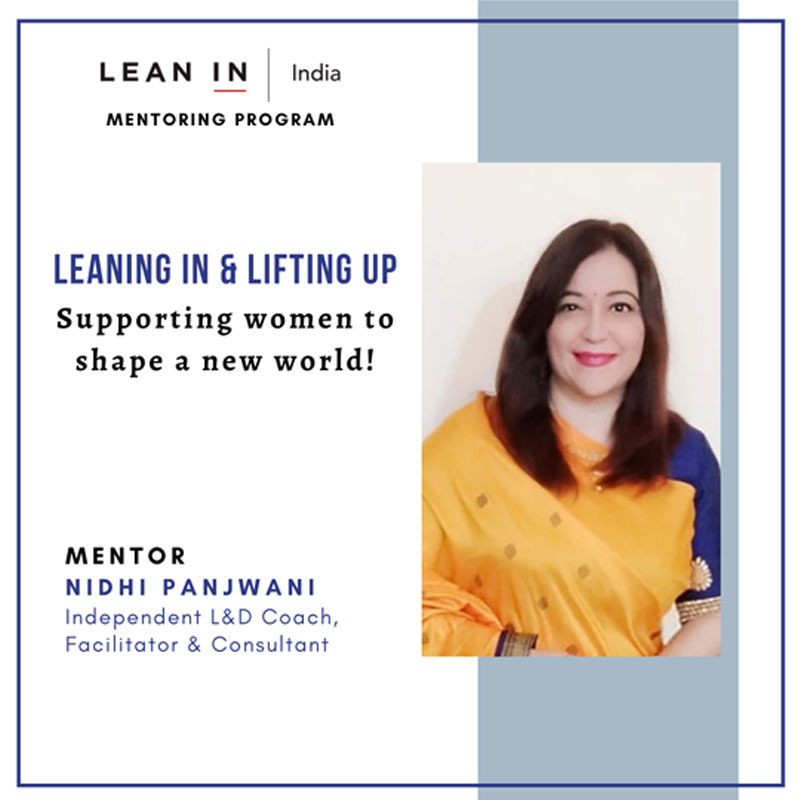 LEAN IN | India
MENTORING PROGRAM
LEANING IN & LIFTING UP
Supporting women to
shape a new world!
MENTOR
NIDHI PANJWANI
Independent L&D Coach,
Facilitator & Consultant